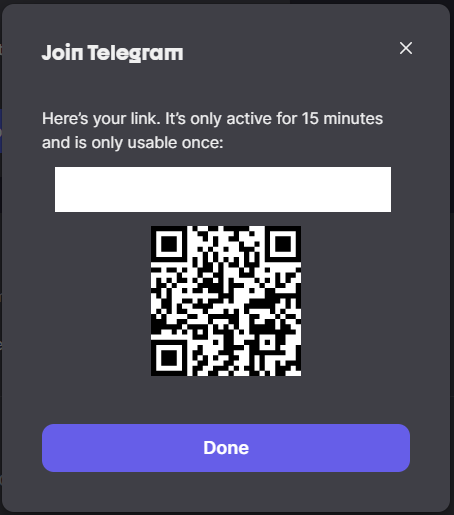 Join Telegram
Here's your link. It's only active for 15 minutes
and is only usable once:
Done